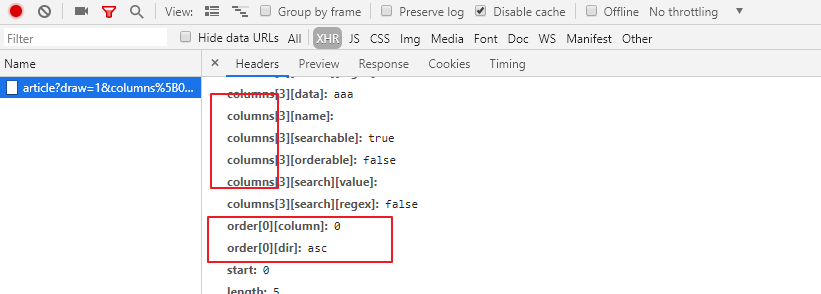 View: Group by frame Preserve log Disable cache Offline No throttling
Filter Hide data URLs All XHR JS CSS Img Media Font Doc WS Manifest Other
Name × Headers Preview Response Cookies Timing
article?draw=1&columns%5B0...
columns[3][data]: aaa
columns[3][name]:
columns[3][searchable]: true
columns[3][orderable]: false
columns[3][search][value]:
columns[3][search][regex]: false
order[0][column]: 0
order[0][dir]: asc
start: 0
length: 5